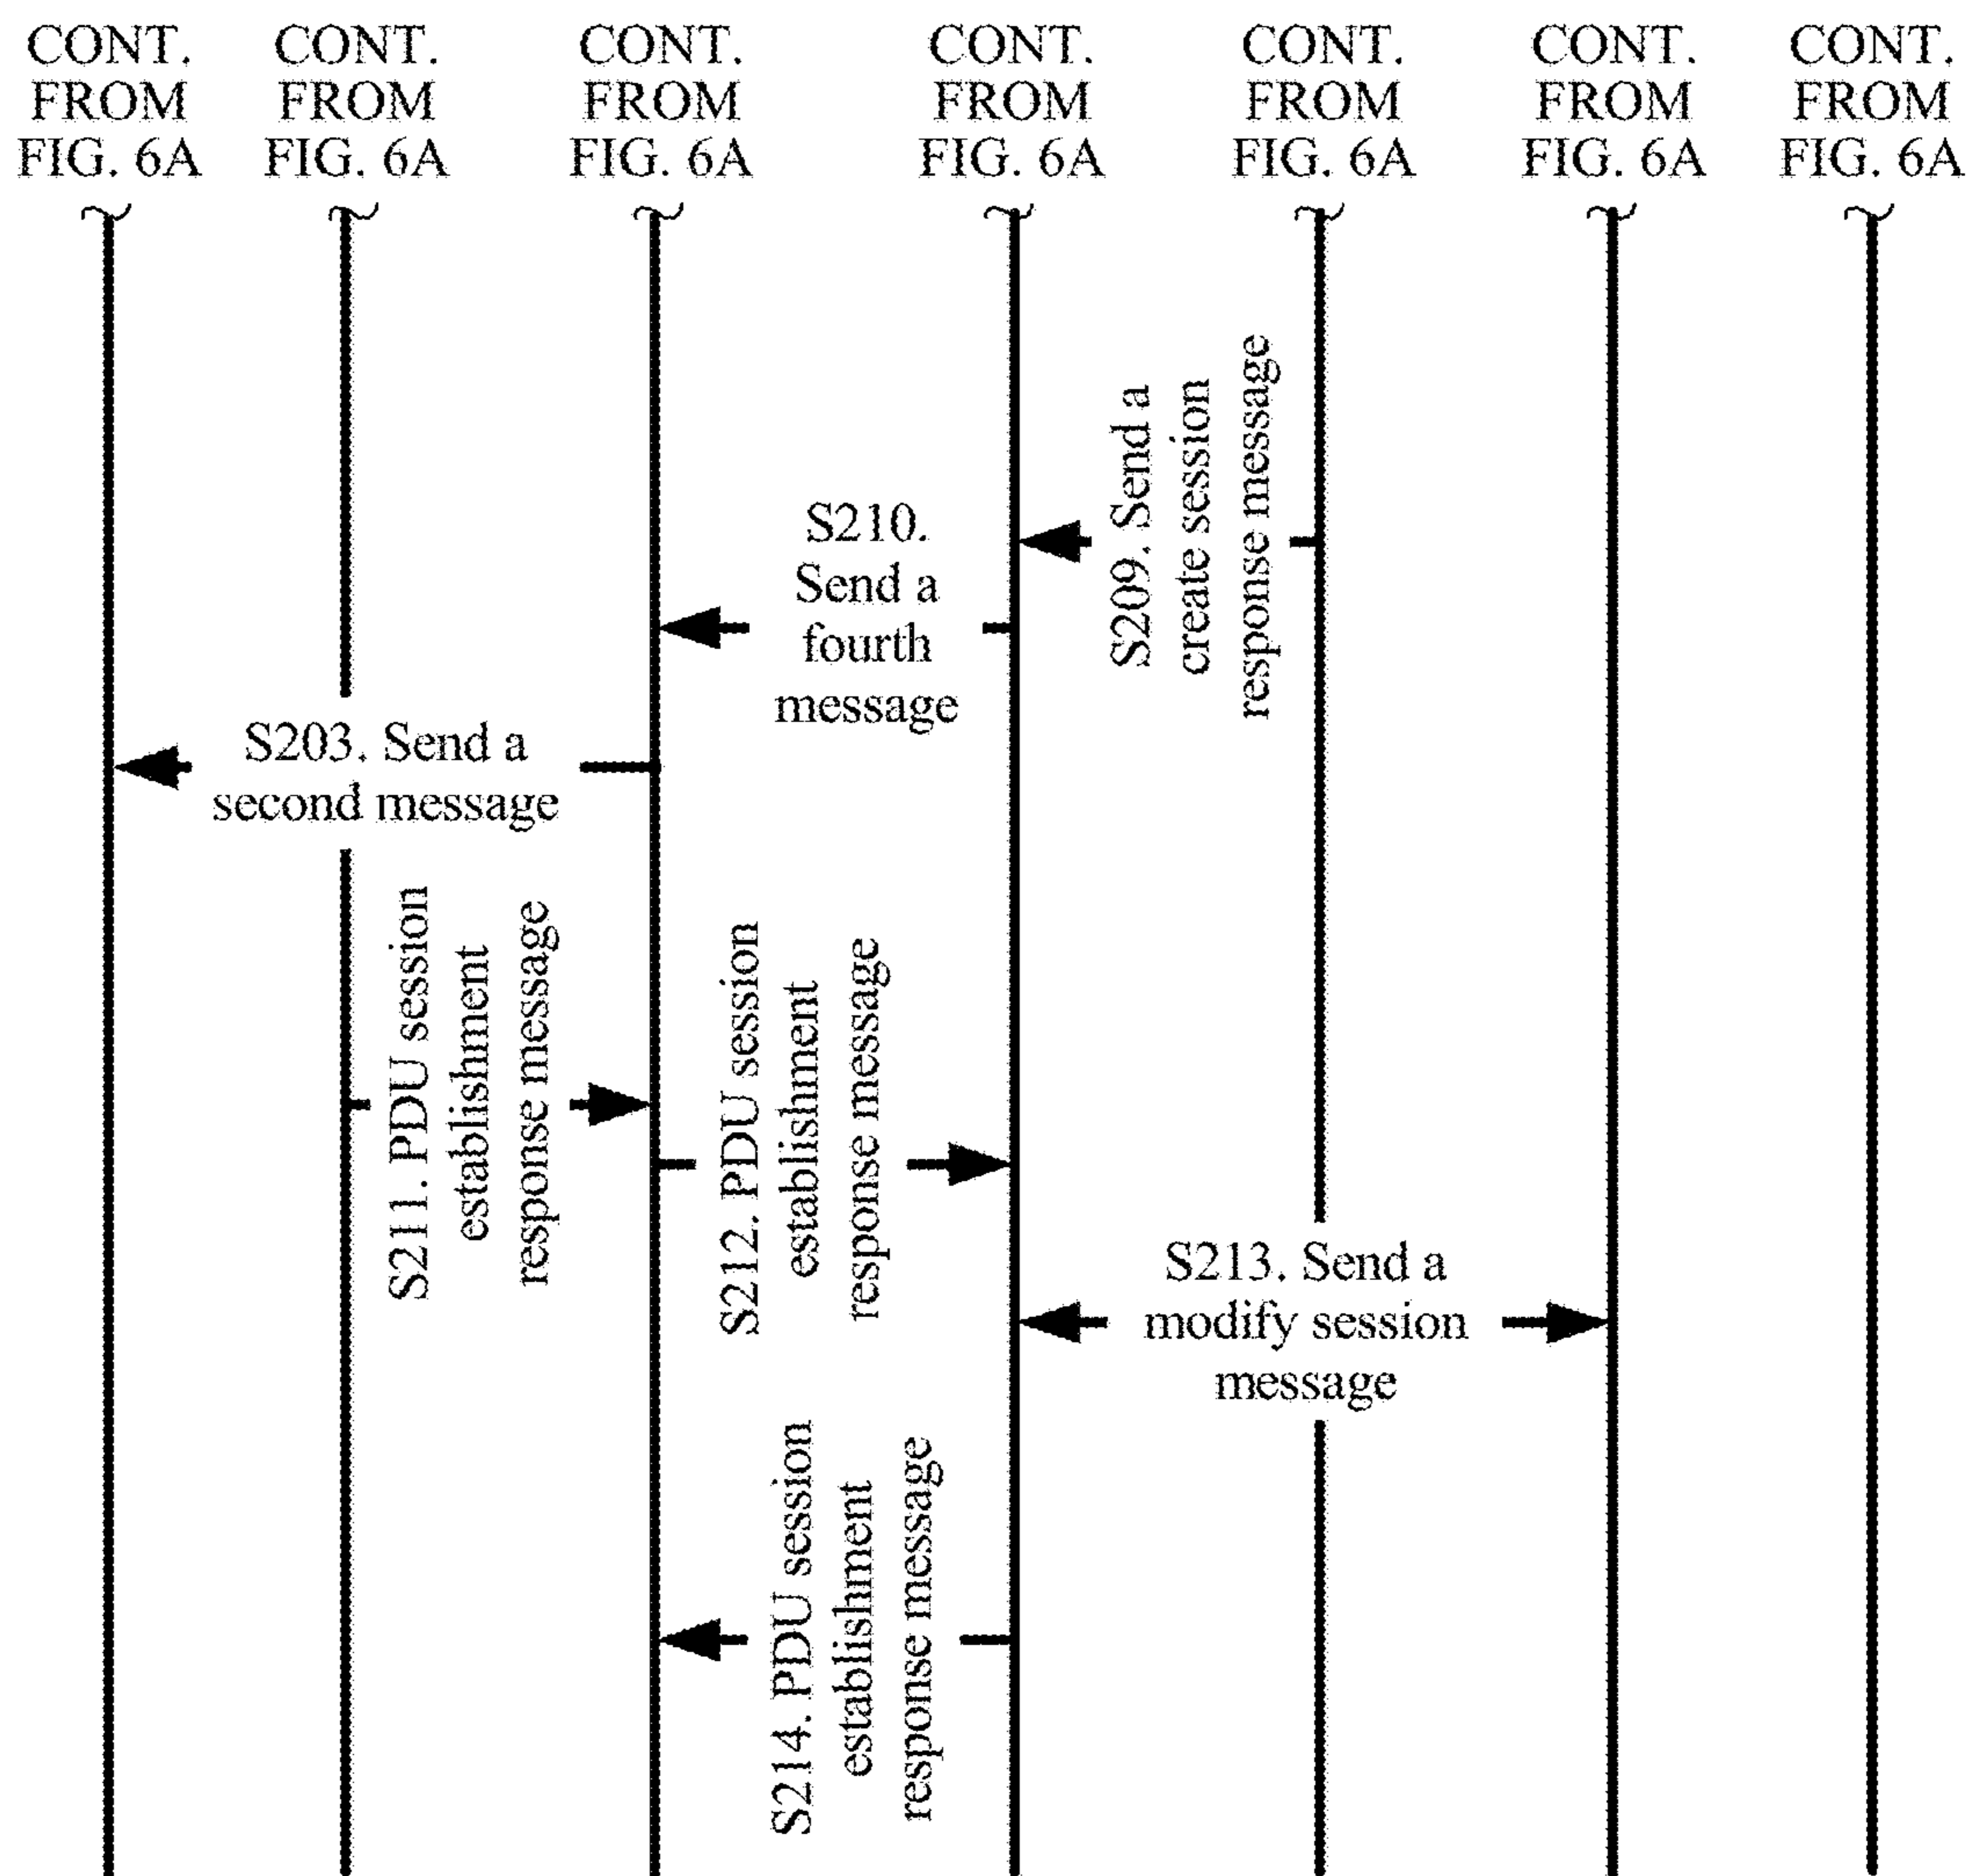 CONT.
FROM
FIG. 6A
CONT.
FROM
FIG. 6A
CONT.
FROM
FIG. 6A
CONT.
FROM
FIG. 6A
CONT.
FROM
FIG. 6A
CONT.
FROM
FIG. 6A
CONT.
FROM
FIG. 6A
S209. Send a
create session
response message
S210.
Send a
fourth
message
S203. Send a
second message
S211. PDU session
establishment
response message
S212. PDU session
establishment
response message
S213. Send a
modify session
message
S214. PDU session
establishment
response message